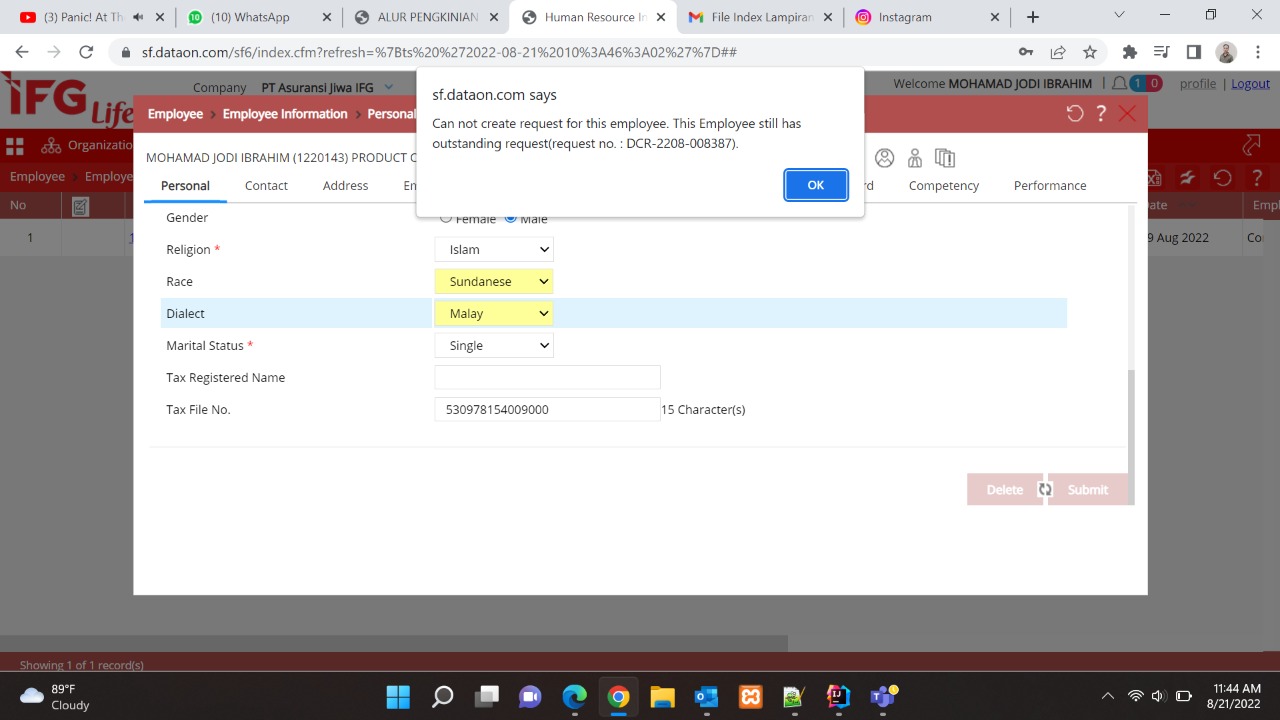 (3) Panic! At Th
(10) WhatsApp
ALUR PENGKINIAN
Human Resource In
File Index Lampiran
Instagram
sf.dataon.com/sf6/index.cfm?refresh=%7Bts%20%272022-08-21%2010%3A46%3A02%27%7D##
IFG Life
Company PT Asuransi Jiwa IFG
Welcome MOHAMAD JODI IBRAHIM
1 0
profile
Logout
sf.dataon.com says
Can not create request for this employee. This Employee still has
outstanding request(request no. : DCR-2208-008387).
OK
Employee > Employee Information > Personal
?
Organizatio
MOHAMAD JODI IBRAHIM (1220143) PRODUCT
Employee > Employe
?
Personal Contact Address Em
Competency Performance
No
ate
Empl
1
9 Aug 2022
Co
Gender
Female Male
Religion *
Islam
Race
Sundanese
Dialect
Malay
Marital Status *
Single
Tax Registered Name
Tax File No.
530978154009000
15 Character(s)
Delete
Submit
Showing 1 of 1 record(s)
89°F
Cloudy
11:44 AM
8/21/2022